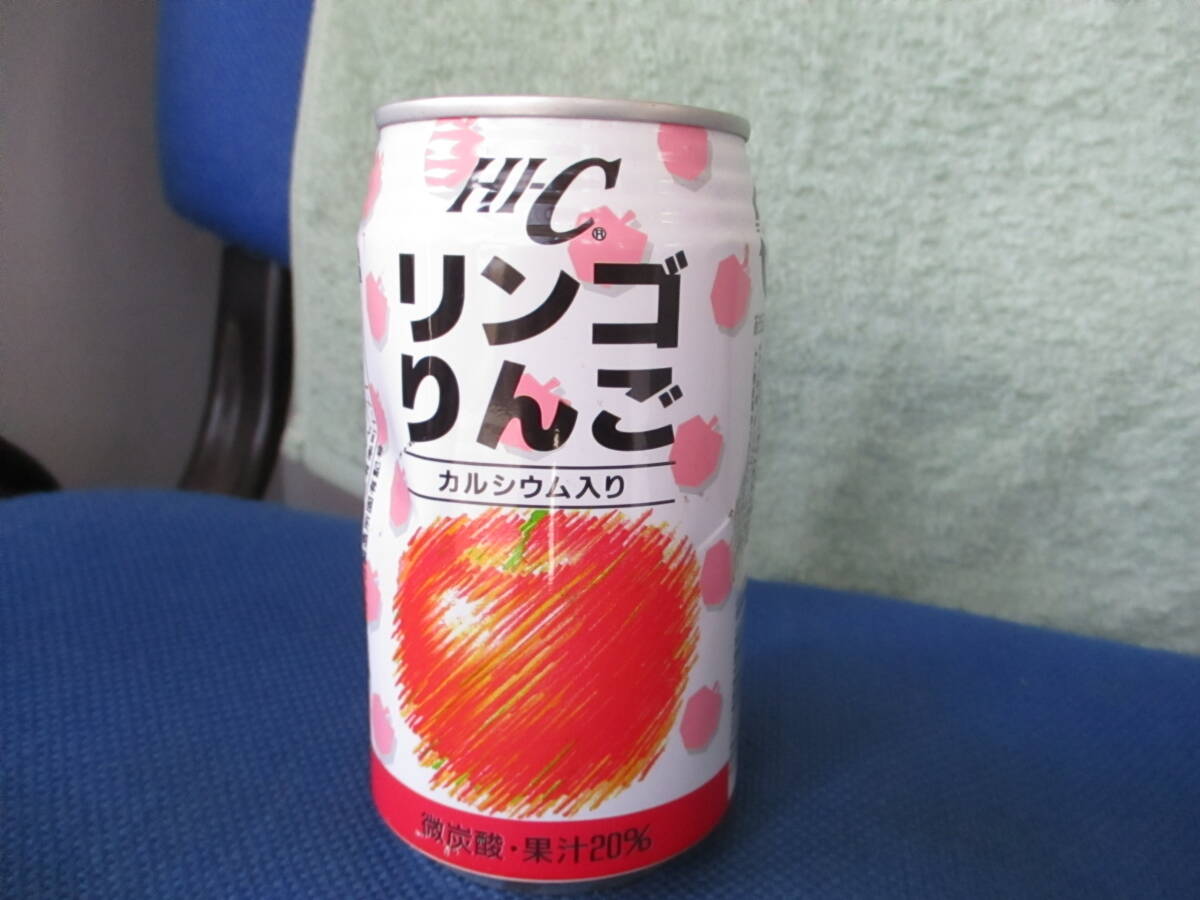 HI-C®
リンゴ
りんご
カルシウム入り
微炭酸・果汁20%